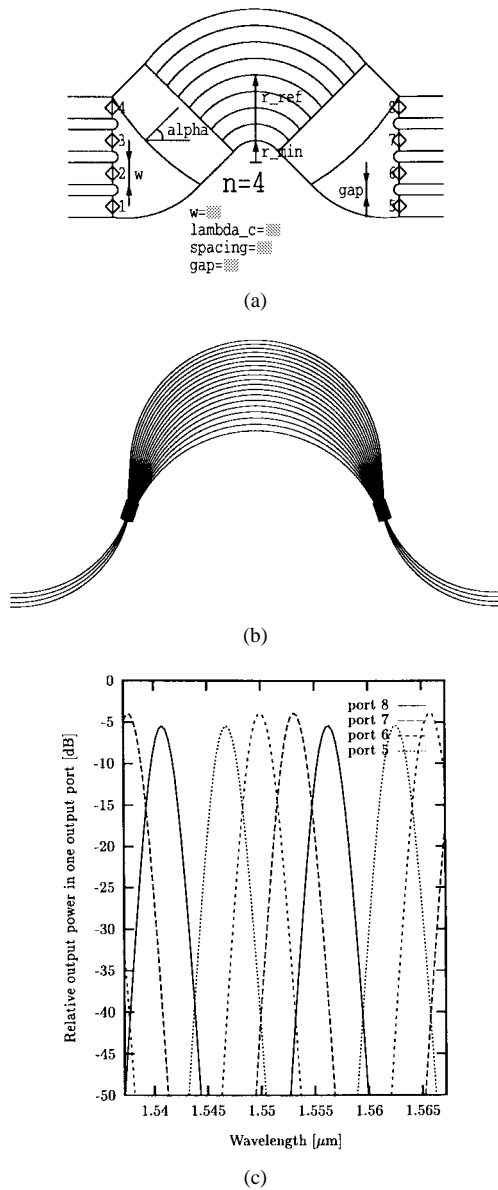 4
3
2
1
alpha
w
r_ref
r_min
n=4
gap
8
7
6
5
w=
lambda_c=
spacing=
gap=
(a)
(b)
Relative output power in one output port [dB]
0
-5
-10
-15
-20
-25
-30
-35
-40
-45
-50
port 8
port 7
port 6
port 5
1.54 1.545 1.55 1.555 1.56 1.565
Wavelength [μm]
(c)